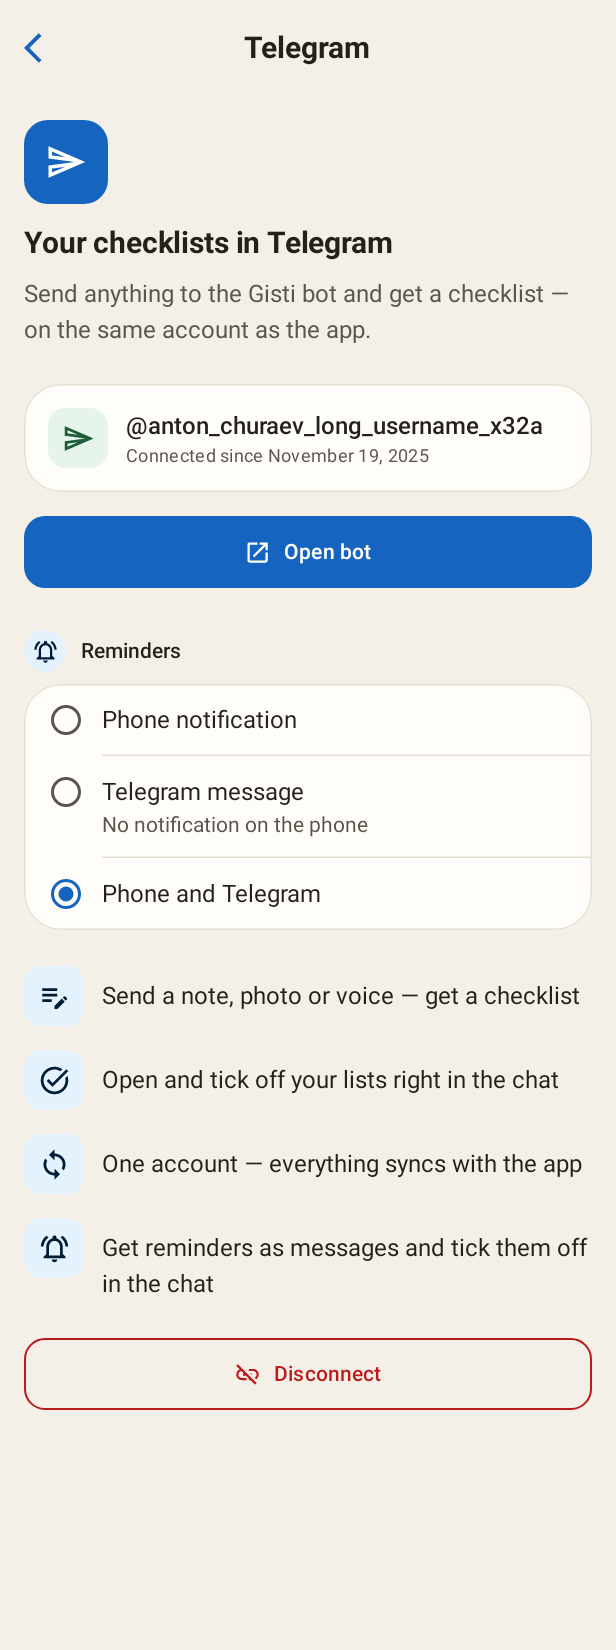 Telegram
Your checklists in Telegram
Send anything to the Gisti bot and get a checklist —
on the same account as the app.
@anton_churaev_long_username_x32a
Connected since November 19, 2025
Open bot
Reminders
Phone notification
Telegram message
No notification on the phone
Phone and Telegram
Send a note, photo or voice — get a checklist
Open and tick off your lists right in the chat
One account — everything syncs with the app
Get reminders as messages and tick them off
in the chat
Disconnect